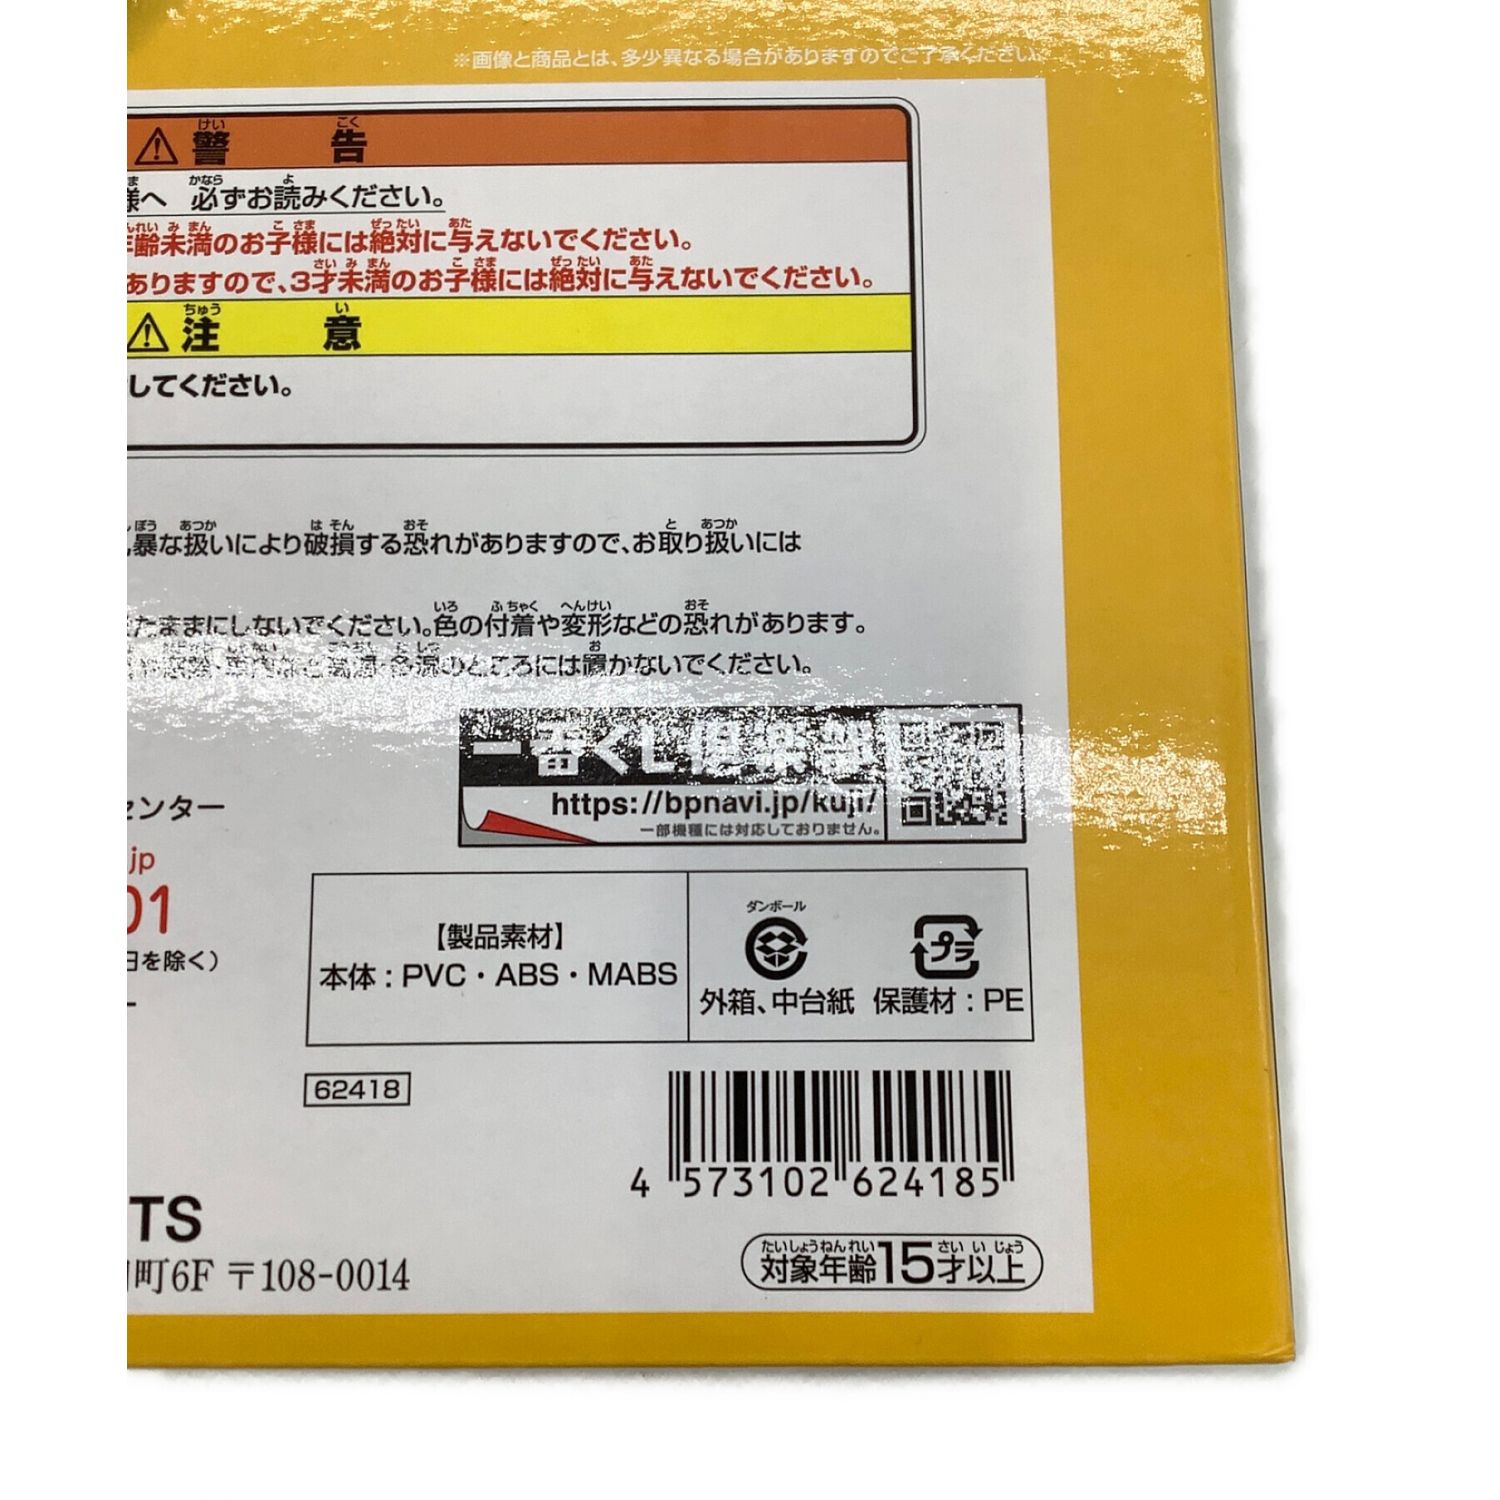 ※画像と商品とは、多少異なる場合がありますのでご了承ください。
警告
様へ 必ずお読みください。
齢未満のお子様には絶対に与えないでください。
ありますので、3才未満のお子様には絶対に与えないでください。
注意
してください。
暴な扱いにより破損する恐れがありますので、お取り扱いには
たままにしないでください。色の付着や変形などの恐れがあります。
高温・多湿のところには置かないでください。
一番くじ倶楽部
https://bpnavi.jp/kuji/
一部機種には対応しておりません。
センター
jp
01
日を除く）
【製品素材】
本体：PVC・ABS・MABS
ダンボール
プラ
外箱、中台紙 保護材：PE
62418
4 573102 624185
TS
町6F 〒108-0014
対象年齢15才以上